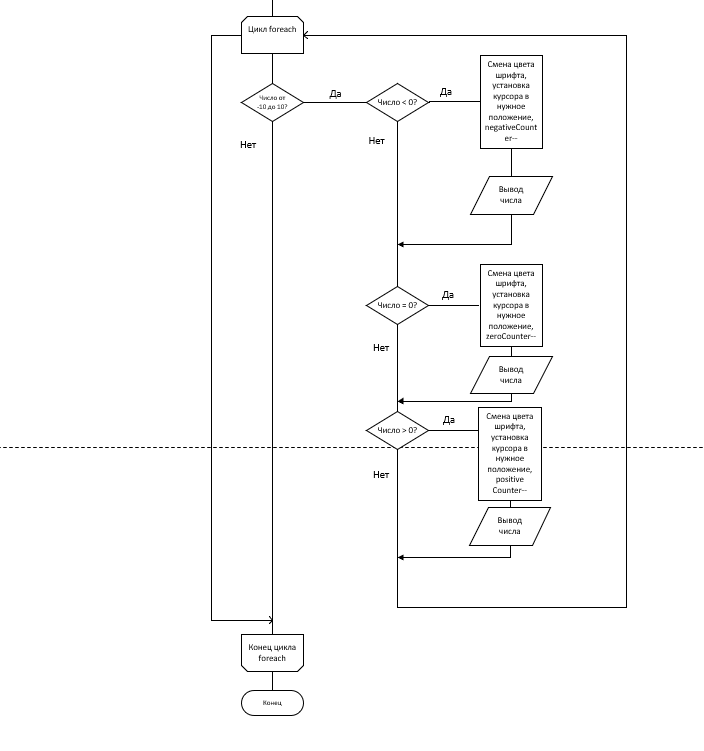 Цикл foreach
Число от
-10 до 10?
Да
Нет
Число < 0?
Да
Нет
Смена цвета
шрифта,
установка
курсора в
нужное
положение,
negativeCount
er--
Вывод
числа
Число = 0?
Да
Нет
Смена цвета
шрифта,
установка
курсора в
нужное
положение,
zeroCounter--
Вывод
числа
Число > 0?
Да
Нет
Смена цвета
шрифта,
установка
курсора в
нужное
положение,
positive
Counter--
Вывод
числа
Конец цикла
foreach
Конец